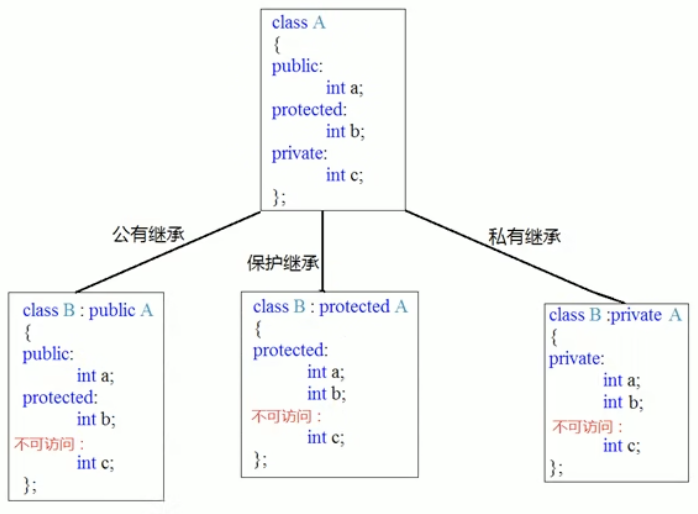 class A
{
public:
int a;
protected:
int b;
private:
int c;
};
公有继承
保护继承
私有继承
class B : public A
{
public:
int a;
protected:
int b;
不可访问：
int c;
};
class B : protected A
{
protected:
int a;
int b;
不可访问：
int c;
};
class B :private A
{
private:
int a;
int b;
不可访问：
int c;
};